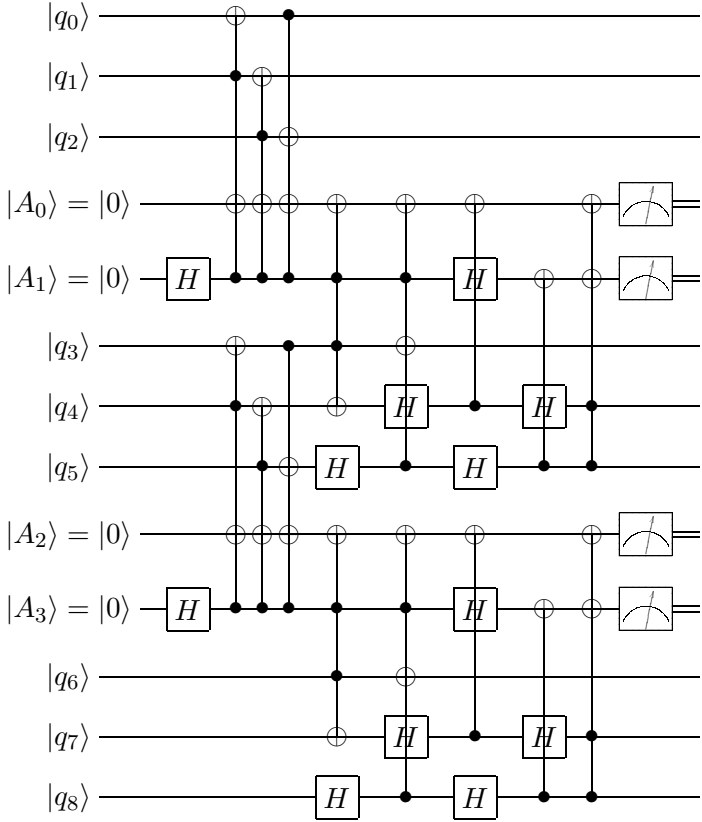 |q₀⟩
|q₁⟩
|q₂⟩
|A₀⟩ = |0⟩
|A₁⟩ = |0⟩ H H
|q₃⟩
|q₄⟩ H H
|q₅⟩ H H
|A₂⟩ = |0⟩
|A₃⟩ = |0⟩ H H
|q₆⟩
|q₇⟩ H H
|q₈⟩ H H